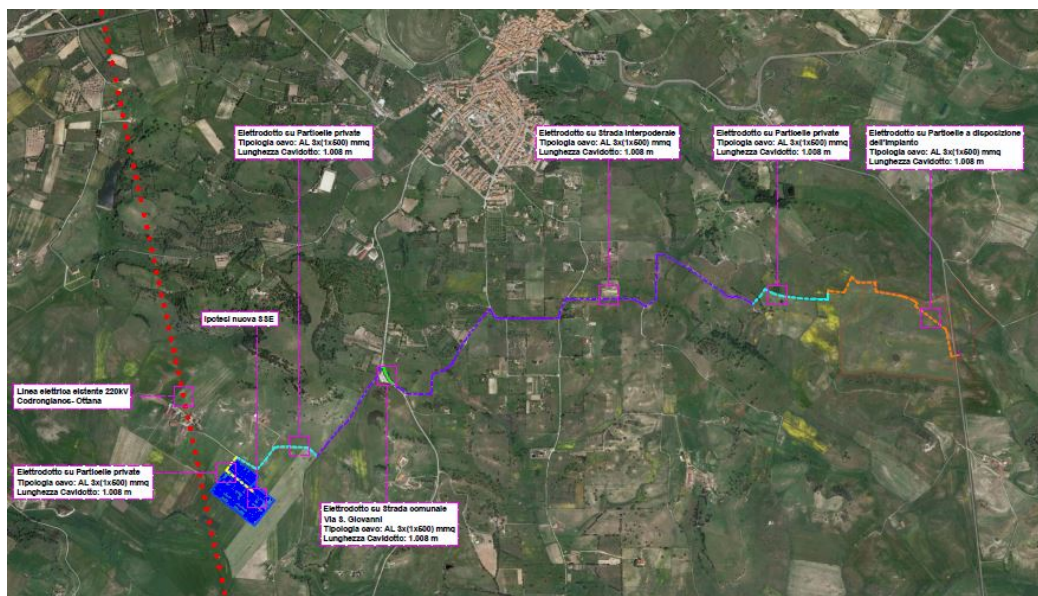 Elettrodotto su Particelle private
Tipologia cavo: AL 3x(1x500) mmq
Lunghezza Cavidotto: 1.008 m
Elettrodotto su Strada Interpoderale
Tipologia cavo: AL 3x(1x500) mmq
Lunghezza Cavidotto: 1.008 m
Elettrodotto su Particelle private
Tipologia cavo: AL 3x(1x500) mmq
Lunghezza Cavidotto: 1.008 m
Elettrodotto su Particelle a disposizione
dell'impianto
Tipologia cavo: AL 3x(1x500) mmq
Lunghezza Cavidotto: 1.008 m
Ipotesi nuova SSE
Linea elettrica esistente 220kV
Codrongianos- Ottana
Elettrodotto su Particelle private
Tipologia cavo: AL 3x(1x500) mmq
Lunghezza Cavidotto: 1.008 m
Elettrodotto su Strada comunale
Via S. Giovanni
Tipologia cavo: AL 3x(1x500) mmq
Lunghezza Cavidotto: 1.008 m